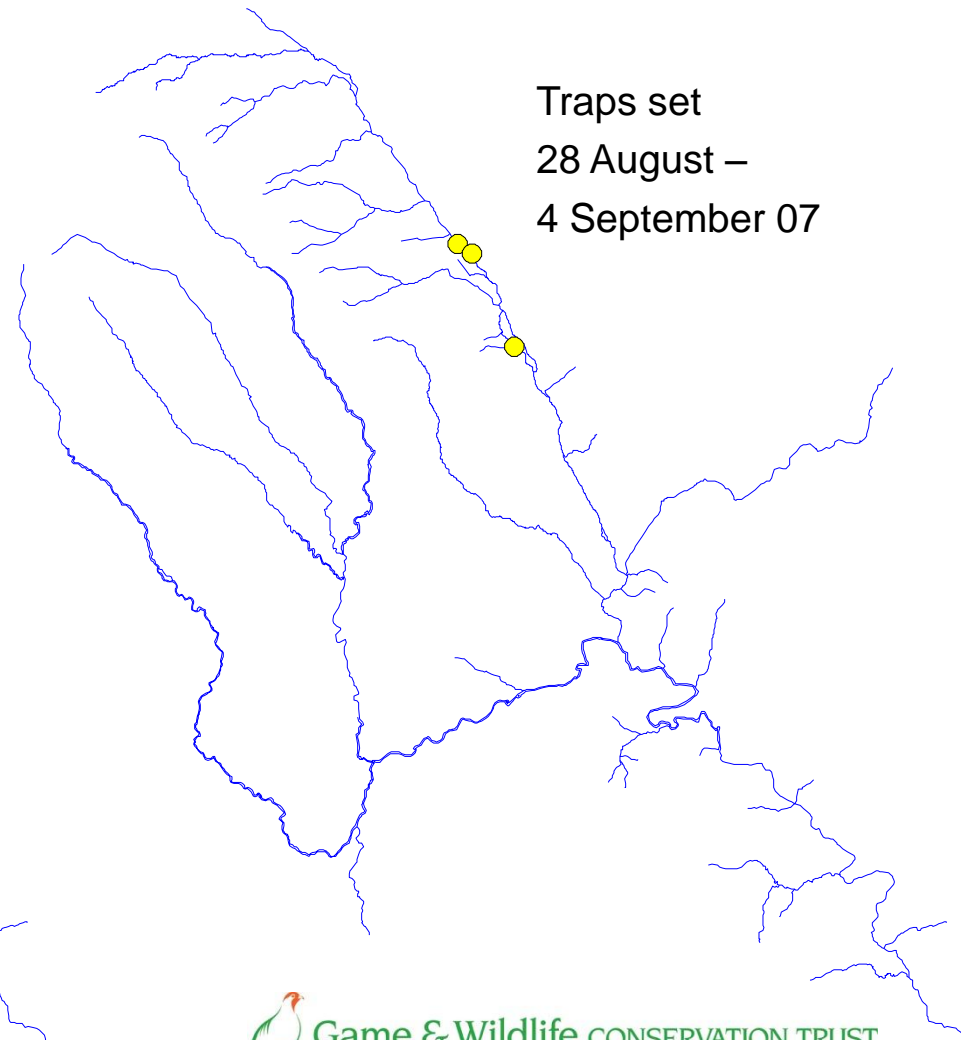 Traps set
28 August –
4 September 07
Game & Wildlife CONSERVATION TRUST